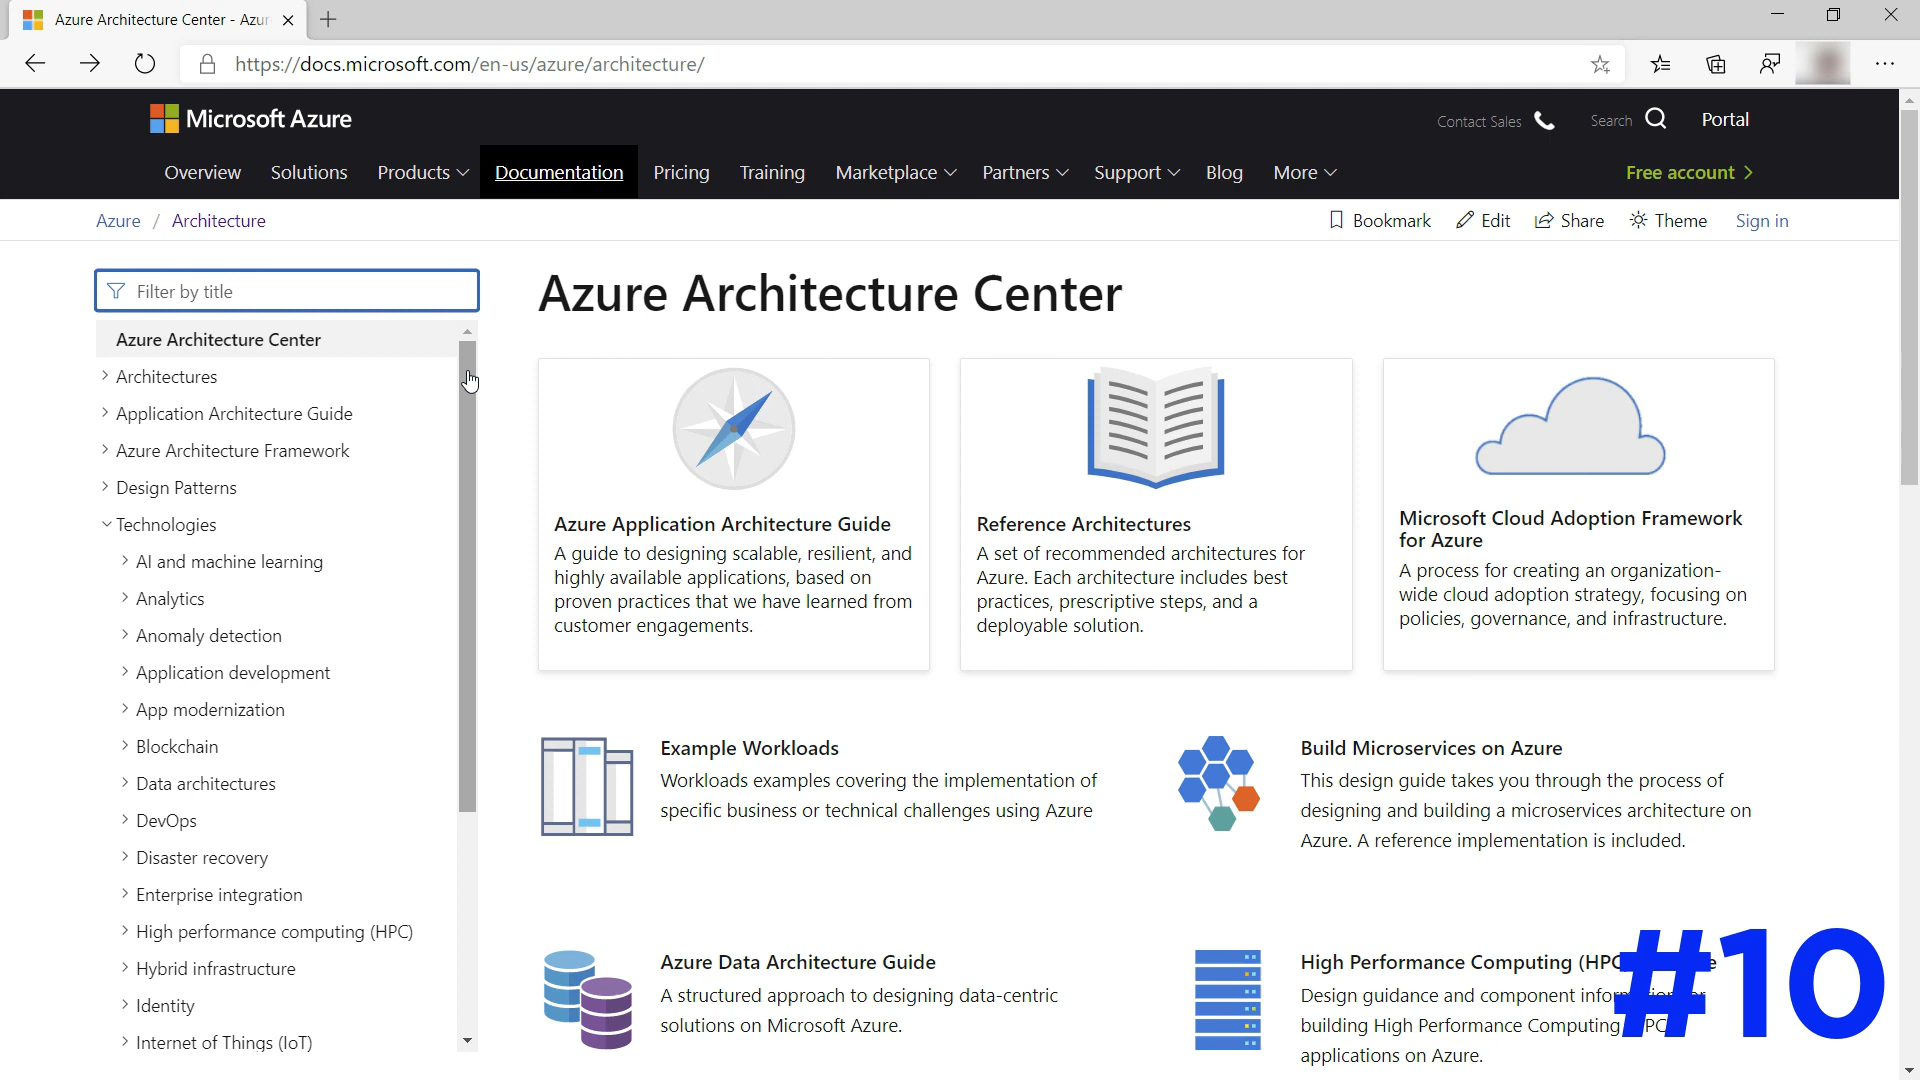 Azure Architecture Center - Azu
https://docs.microsoft.com/en-us/azure/architecture/
Microsoft Azure
Contact Sales
Search
Portal
Overview
Solutions
Products
Documentation
Pricing
Training
Marketplace
Partners
Support
Blog
More
Free account
Azure / Architecture
Bookmark
Edit
Share
Theme
Sign in
Filter by title
Azure Architecture Center
Architectures
Application Architecture Guide
Azure Architecture Framework
Design Patterns
Technologies
AI and machine learning
Analytics
Anomaly detection
Application development
App modernization
Blockchain
Data architectures
DevOps
Disaster recovery
Enterprise integration
High performance computing (HPC)
Hybrid infrastructure
Identity
Internet of Things (IoT)
Azure Architecture Center
Azure Application Architecture Guide
A guide to designing scalable, resilient, and
highly available applications, based on
proven practices that we have learned from
customer engagements.
Reference Architectures
A set of recommended architectures for
Azure. Each architecture includes best
practices, prescriptive steps, and a
deployable solution.
Microsoft Cloud Adoption Framework
for Azure
A process for creating an organization-
wide cloud adoption strategy, focusing on
policies, governance, and infrastructure.
Example Workloads
Workloads examples covering the implementation of
specific business or technical challenges using Azure
Build Microservices on Azure
This design guide takes you through the process of
designing and building a microservices architecture on
Azure. A reference implementation is included.
Azure Data Architecture Guide
A structured approach to designing data-centric
solutions on Microsoft Azure.
High Performance Computing (HPC
Design guidance and component
building High Performance Computing
applications on Azure.
#10